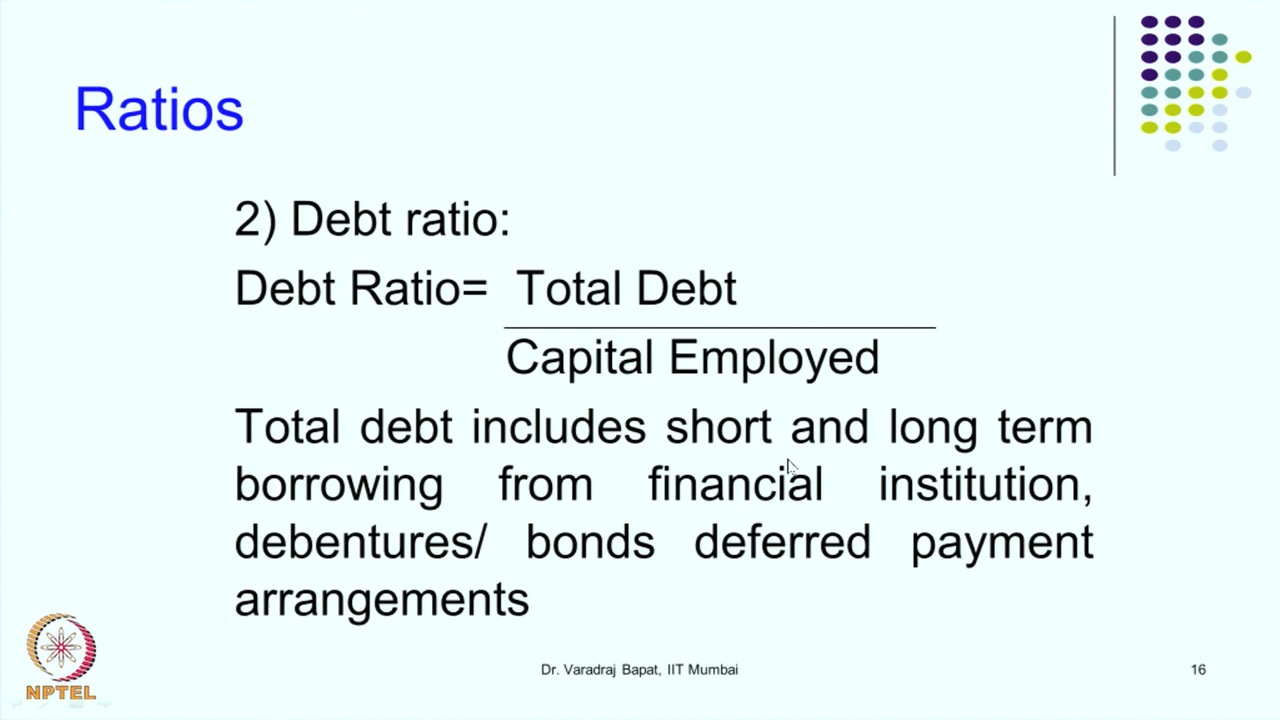 Ratios
2) Debt ratio:
Debt Ratio= Total Debt
Capital Employed
Total debt includes short and long term
borrowing from financial institution,
debentures/ bonds deferred payment
arrangements
NPTEL
Dr. Varadraj Bapat, IIT Mumbai
16